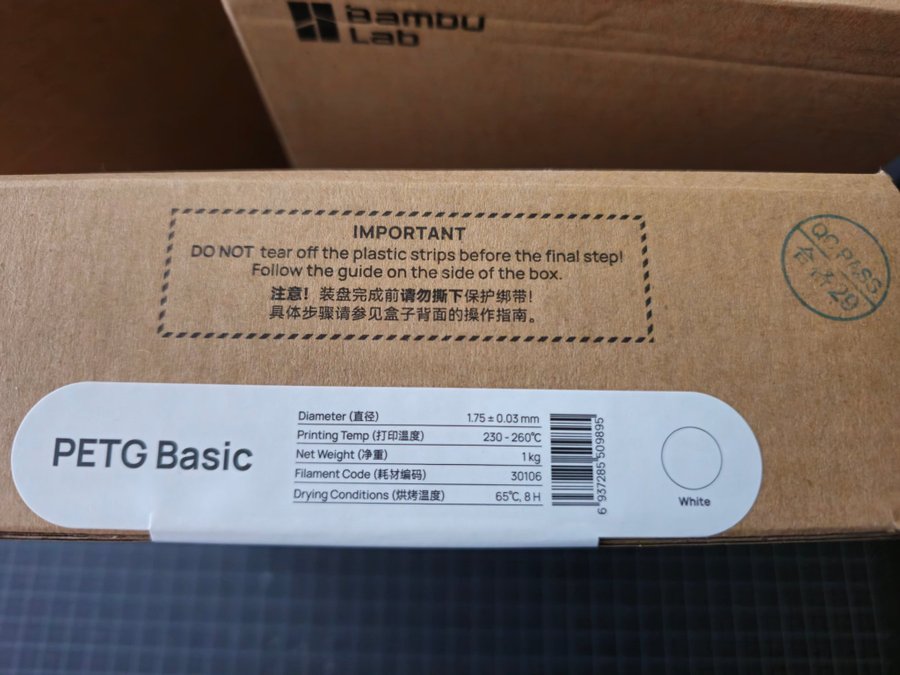 Bambu
Lab
IMPORTANT
DO NOT tear off the plastic strips before the final step!
Follow the guide on the side of the box.
注意！装盘完成前请勿撕下保护绑带！
具体步骤请参见盒子背面的操作指南。
QC PASS
合格 29
PETG Basic
Diameter (直径) 1.75 ± 0.03 mm
Printing Temp (打印温度) 230 - 260℃
Net Weight (净重) 1 kg
Filament Code (耗材编码) 30106
Drying Conditions (烘烤温度) 65℃, 8 H
6 937285 509895
White